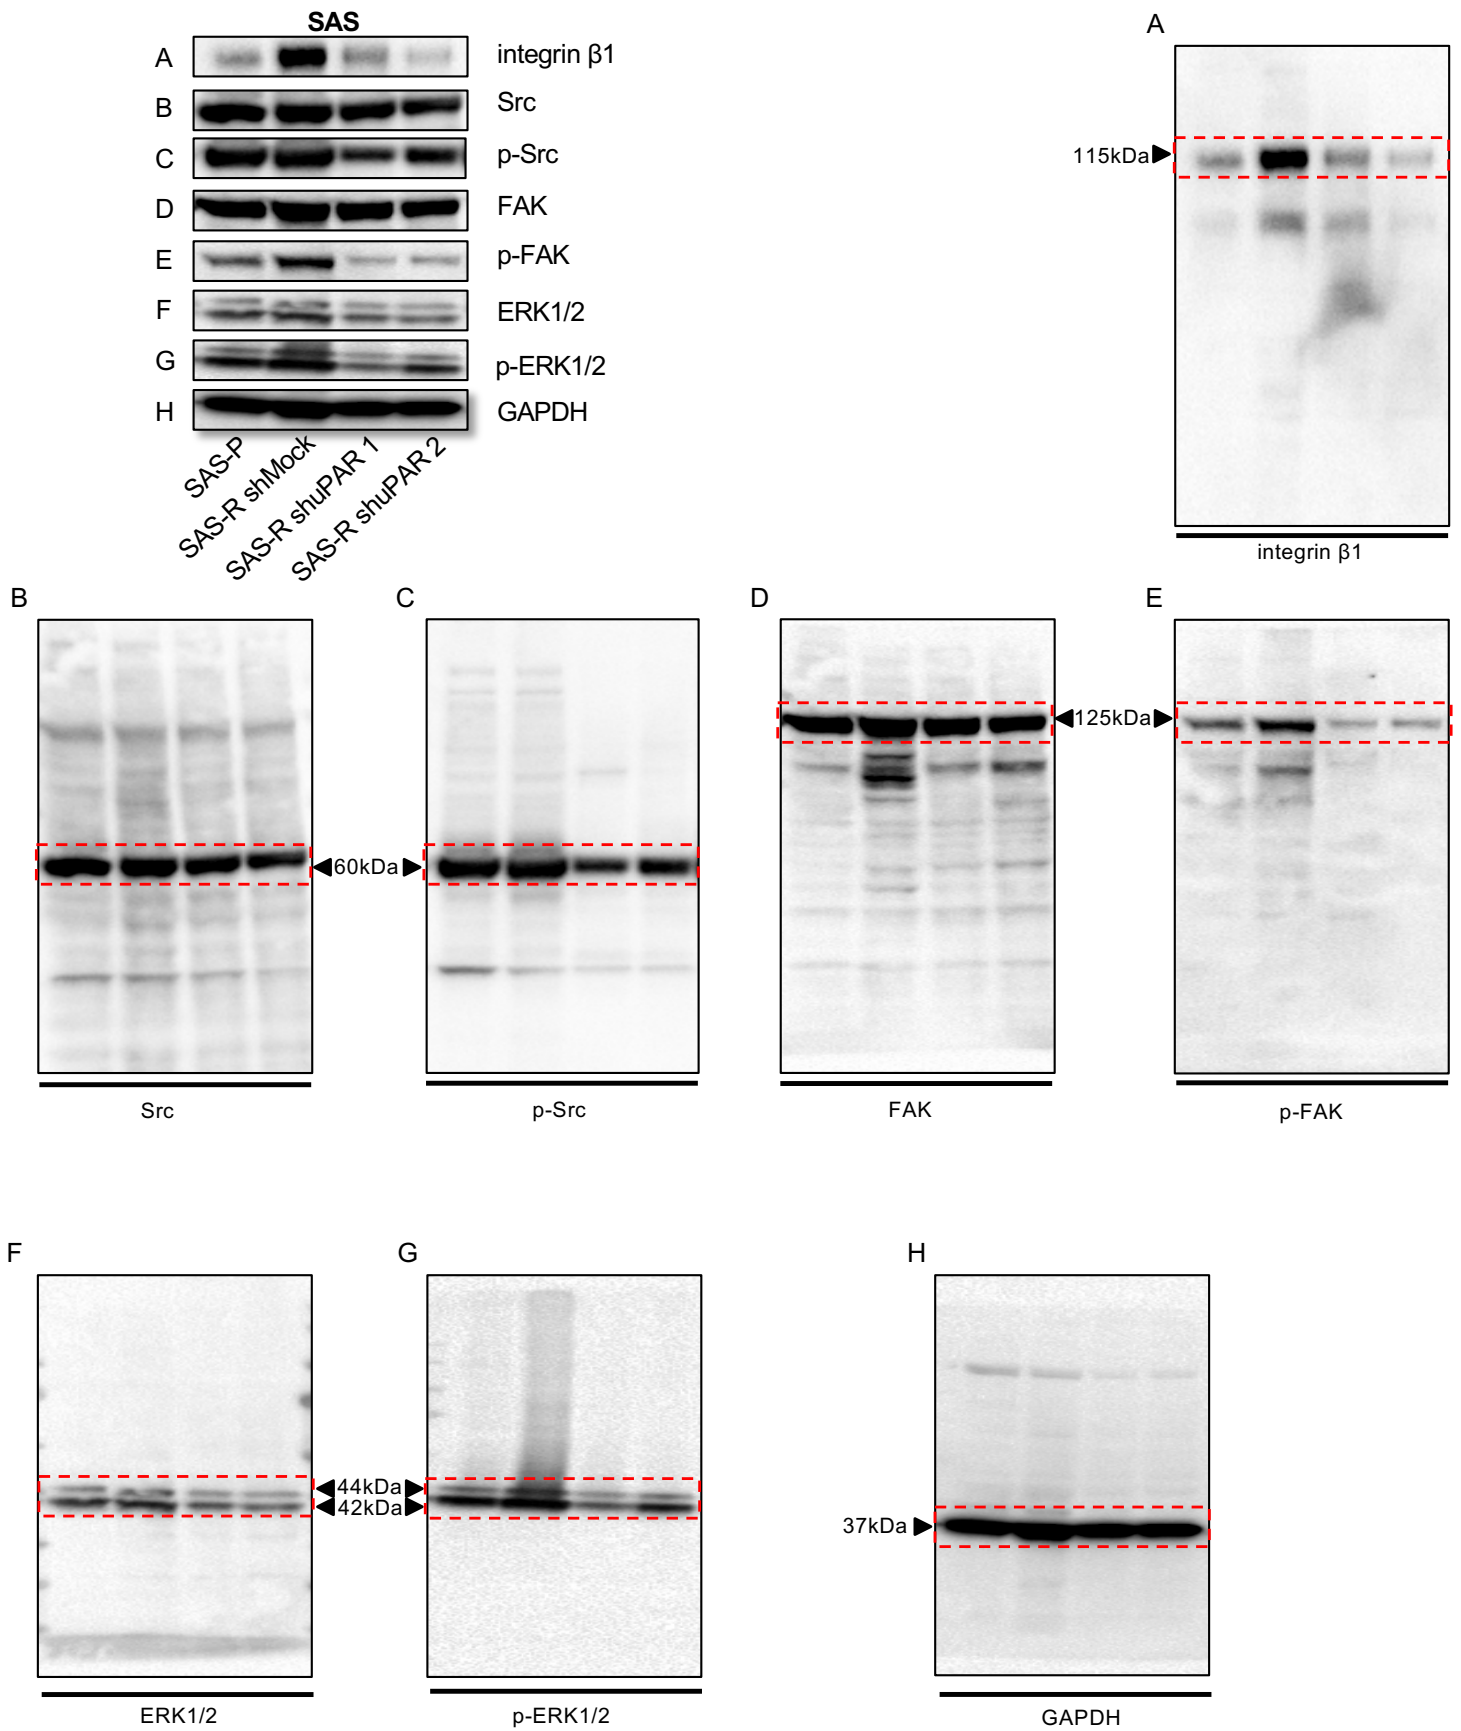 SAS
A integrin β1
B Src
C p-Src
D FAK
E p-FAK
F ERK1/2
G p-ERK1/2
H GAPDH
SAS-P
SAS-R shMock
SAS-R shuPAR 1
SAS-R shuPAR 2
A
115kDa
integrin β1
B C D E
60kDa
125kDa
Src p-Src FAK p-FAK
F G H
44kDa
42kDa
37kDa
ERK1/2 p-ERK1/2 GAPDH